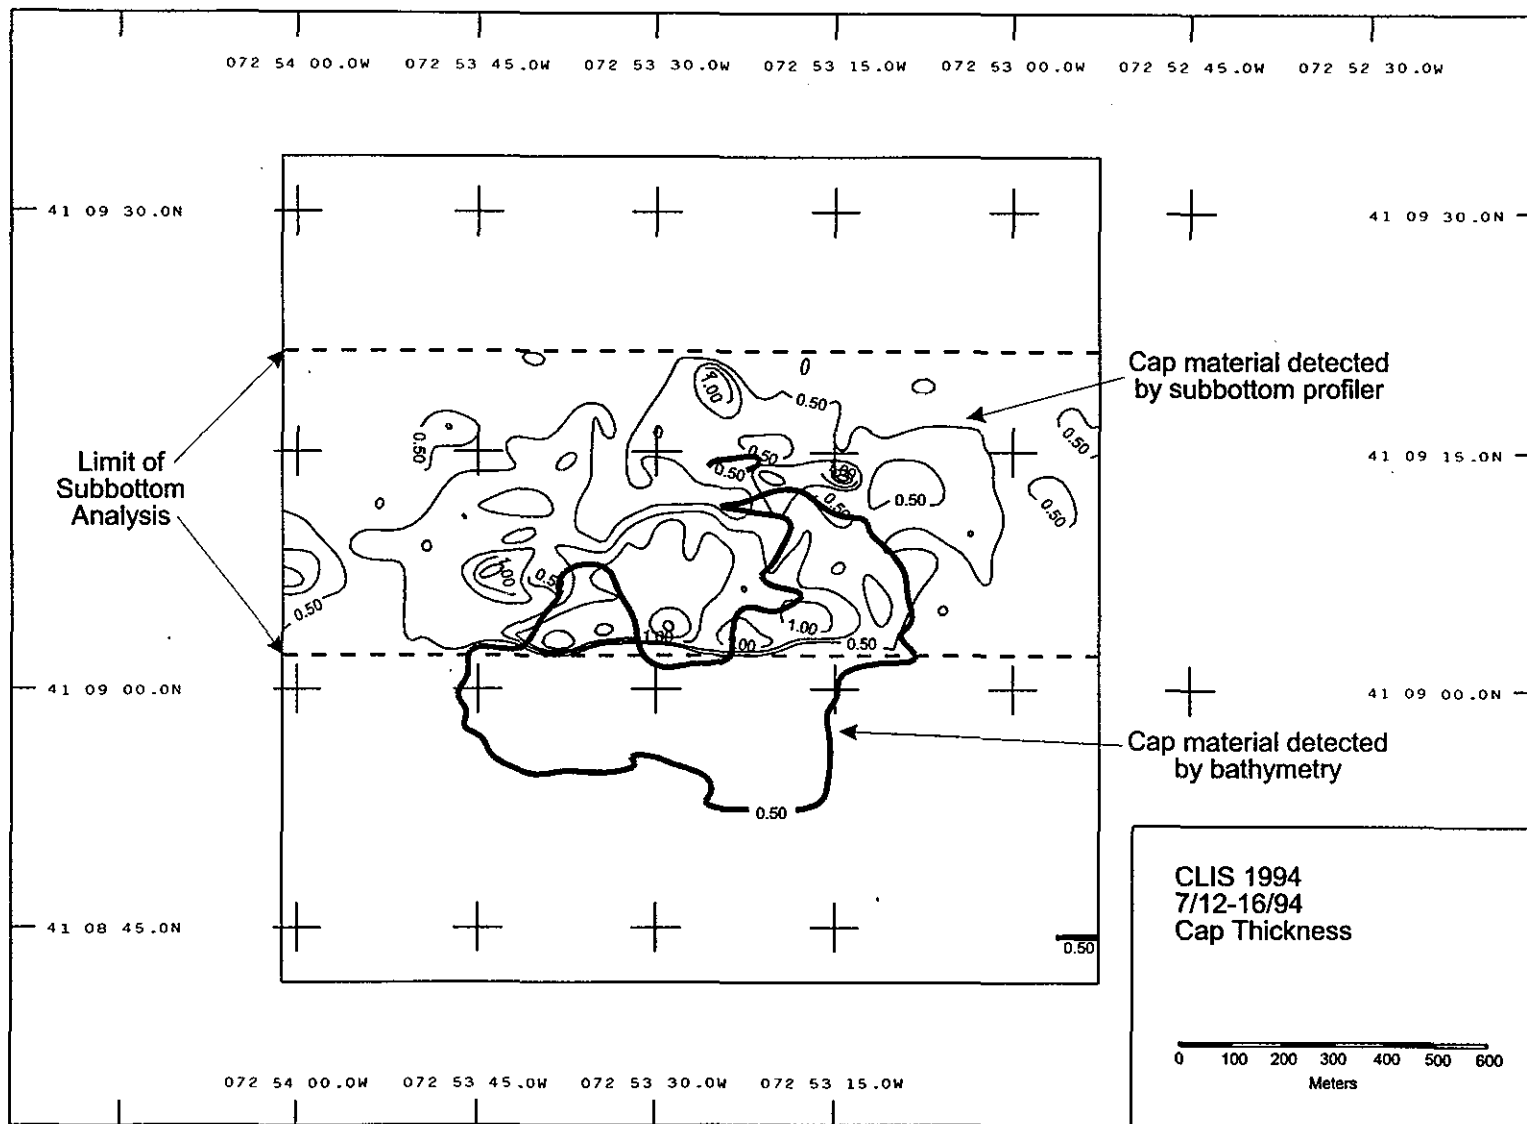 072 54 00.0W 072 53 45.0W 072 53 30.0W 072 53 15.0W 072 53 00.0W 072 52 45.0W 072 52 30.0W
41 09 30.0N
41 09 30.0N
Cap material detected
by subbottom profiler
0
1.00
0.50
0.50
0
0.50
0.50
0.50
Limit of
Subbottom
Analysis
41 09 15.0N
0.50
0.50
0.50
1.00
0.50
0.50
1.00
1.00
0.50
41 09 00.0N
41 09 00.0N
Cap material detected
by bathymetry
0.50
CLIS 1994
7/12-16/94
Cap Thickness
41 08 45.0N
0.50
0 100 200 300 400 500 600
Meters
072 54 00.0W 072 53 45.0W 072 53 30.0W 072 53 15.0W